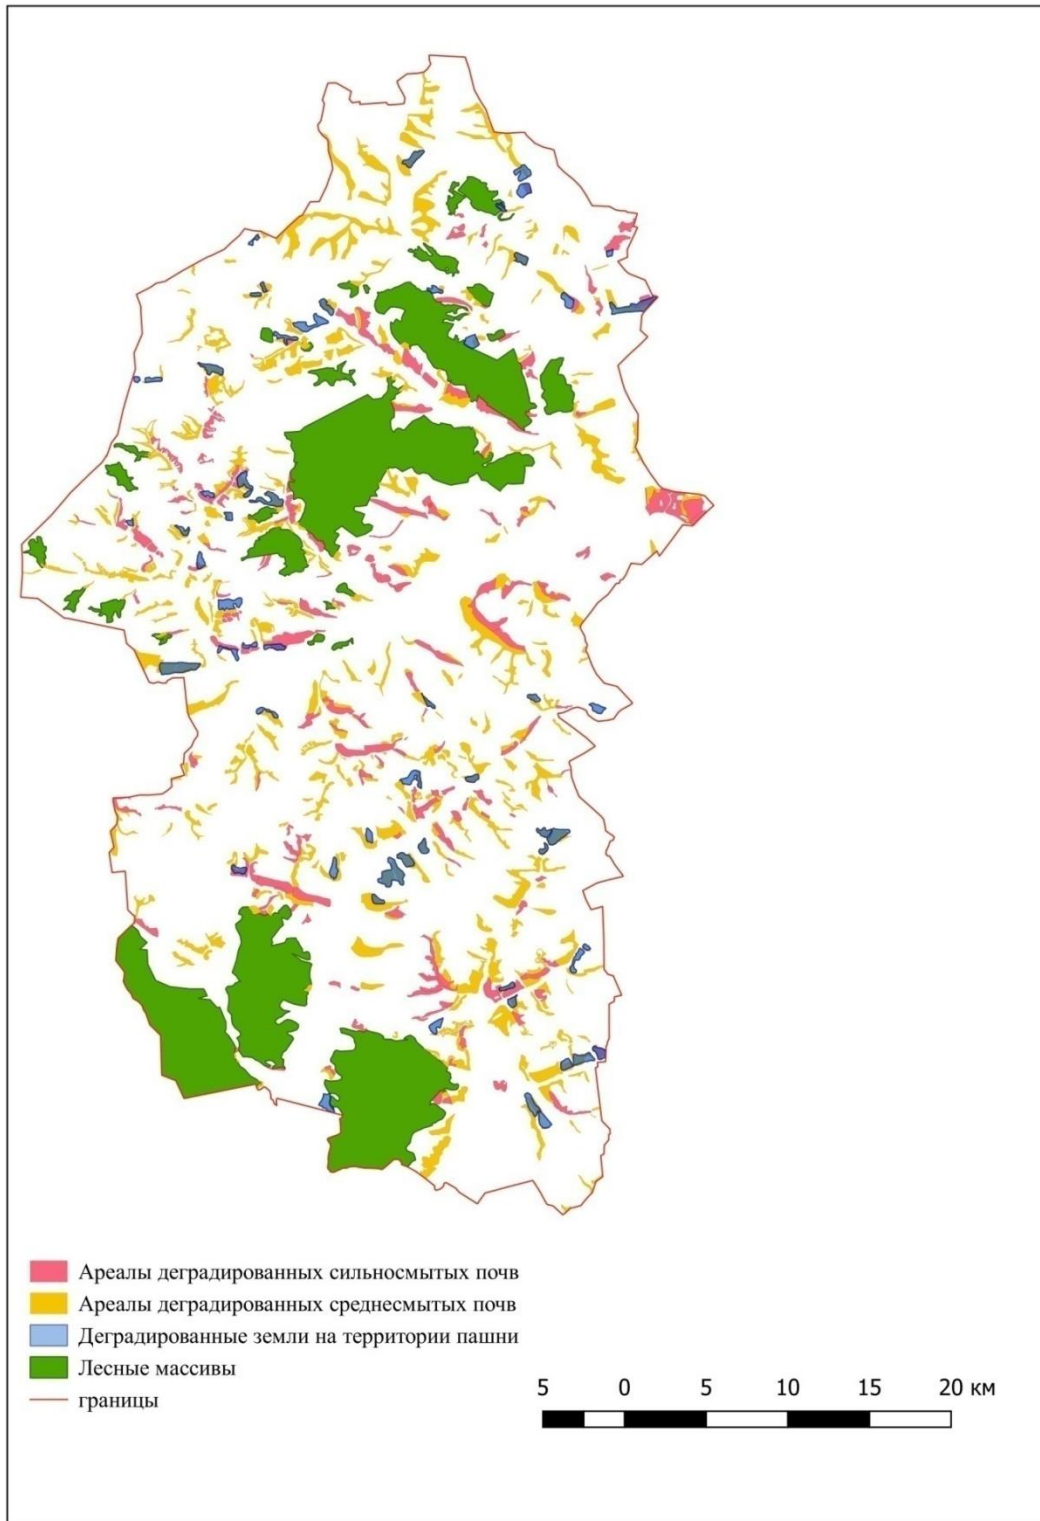 Ареалы деградированных сильносмытых почв
Ареалы деградированных среднесмытых почв
Деградированные земли на территории пашни
Лесные массивы
границы
5 0 5 10 15 20 км